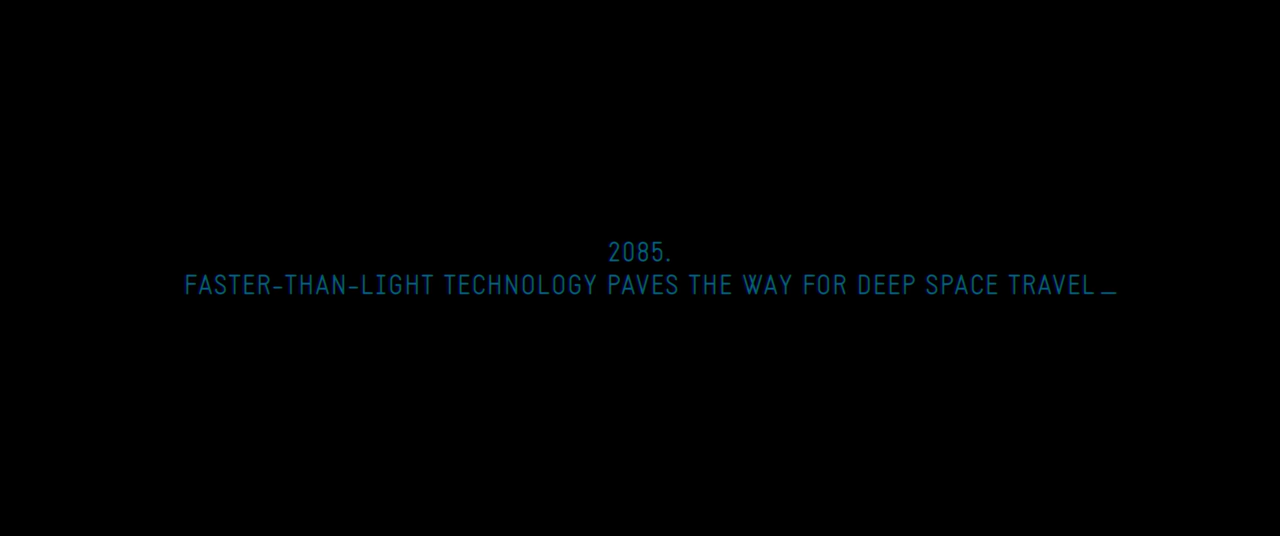 2085.
FASTER-THAN-LIGHT TECHNOLOGY PAVES THE WAY FOR DEEP SPACE TRAVEL_